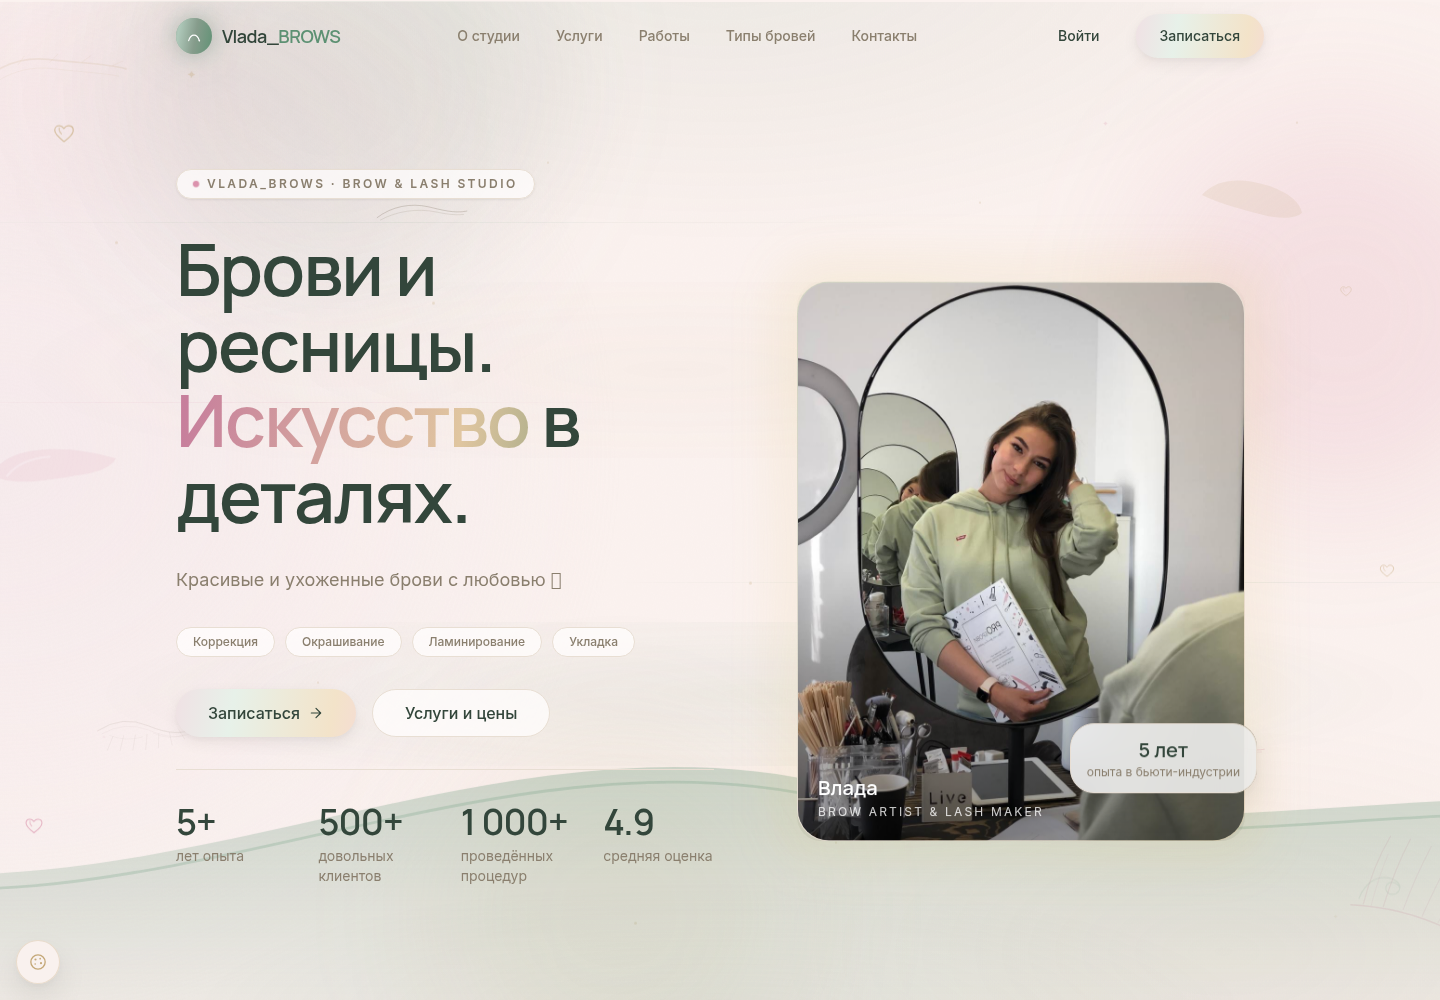 Vlada_BROWS
О студии
Услуги
Работы
Типы бровей
Контакты
Войти
Записаться
VLADA_BROWS · BROW & LASH STUDIO
Брови и
ресницы.
Искусство в
деталях.
Красивые и ухоженные брови с любовью
Коррекция
Окрашивание
Ламинирование
Укладка
Записаться →
Услуги и цены
5+
лет опыта
500+
довольных
клиентов
1 000+
проведённых
процедур
4.9
средняя оценка
5 лет
опыта в бьюти-индустрии
Live
Влада
BROW ARTIST & LASH MAKER